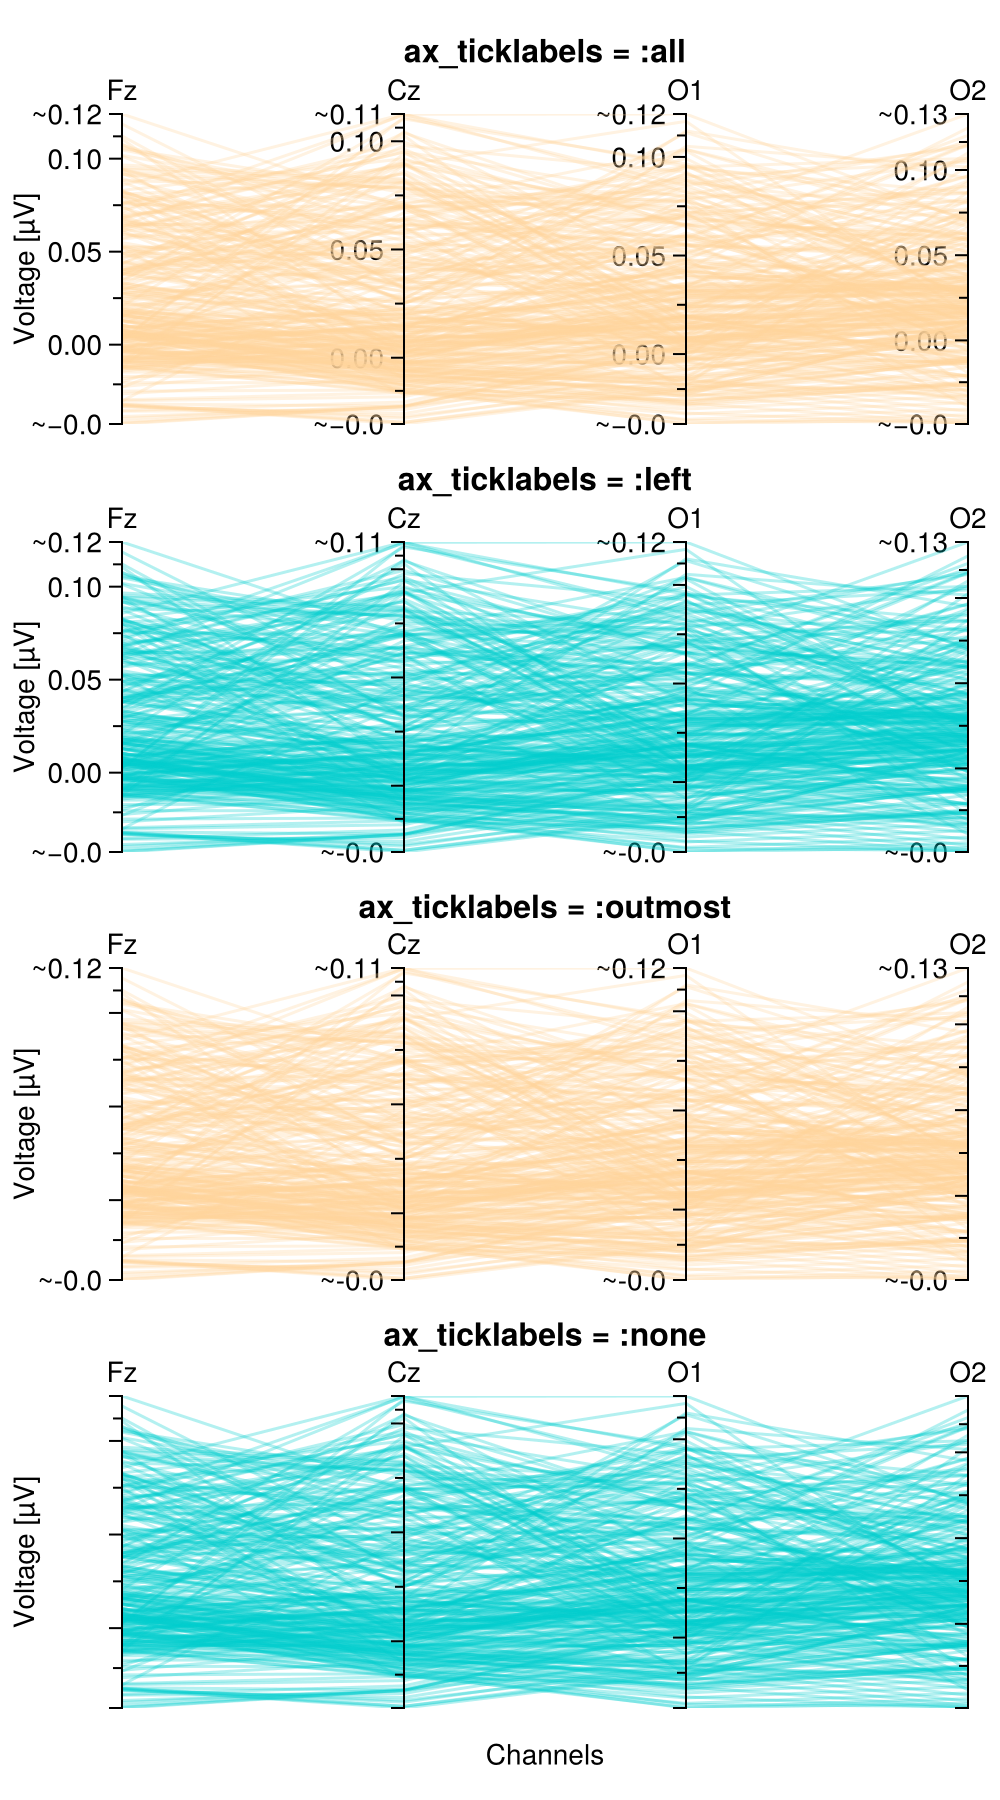 ax_ticklabels = :all
Fz Cz O1 O2
~0.12 ~0.11 ~0.12 ~0.13
0.10 0.10 0.10 0.10
0.05 0.05 0.05 0.05
0.00 0.00 0.00 0.00
~−0.0 ~−0.0 ~−0.0 ~−0.0
Voltage [µV]
ax_ticklabels = :left
Fz Cz O1 O2
~0.12 ~0.11 ~0.12 ~0.13
0.10
0.05
0.00
~−0.0 ~-0.0 ~-0.0 ~-0.0
Voltage [µV]
ax_ticklabels = :outmost
Fz Cz O1 O2
~0.12 ~0.11 ~0.12 ~0.13
~-0.0 ~-0.0 ~-0.0 ~-0.0
Voltage [µV]
ax_ticklabels = :none
Fz Cz O1 O2
Voltage [µV]
Channels